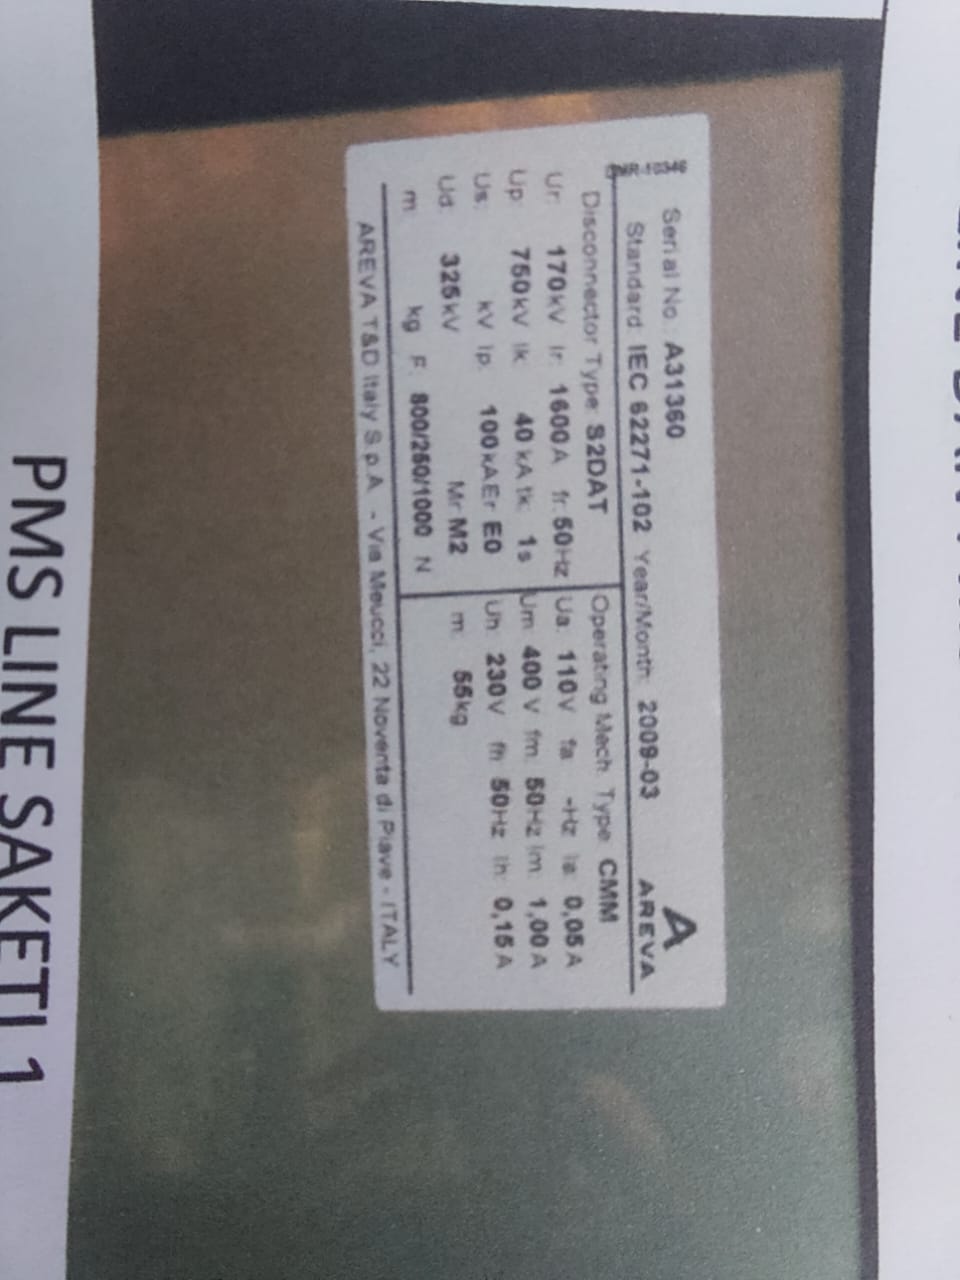 Serial No. A31360
Standard: IEC 62271-102 Year/Month: 2009-03
AREVA
Disconnector Type: S2DAT
Ur: 170kV Ir: 1600A fr: 50Hz
Up: 750kV Ik: 40 kA tk: 1s
Us: kV Ip: 100kA Er E0
Ud: 325kV Mr M2
m: kg F: 800/250/1000 N
Operating Mech. Type: CMM
Ua: 110V fa -Hz Ia: 0,05 A
Um: 400 V fm: 50Hz Im: 1,00 A
Uh: 230V fh 50Hz Ih: 0,15 A
m: 55kg
AREVA T&D Italy S.p.A. - Via Meucci, 22 Noventa di Piave - ITALY
PMS LINE SAKETI 1